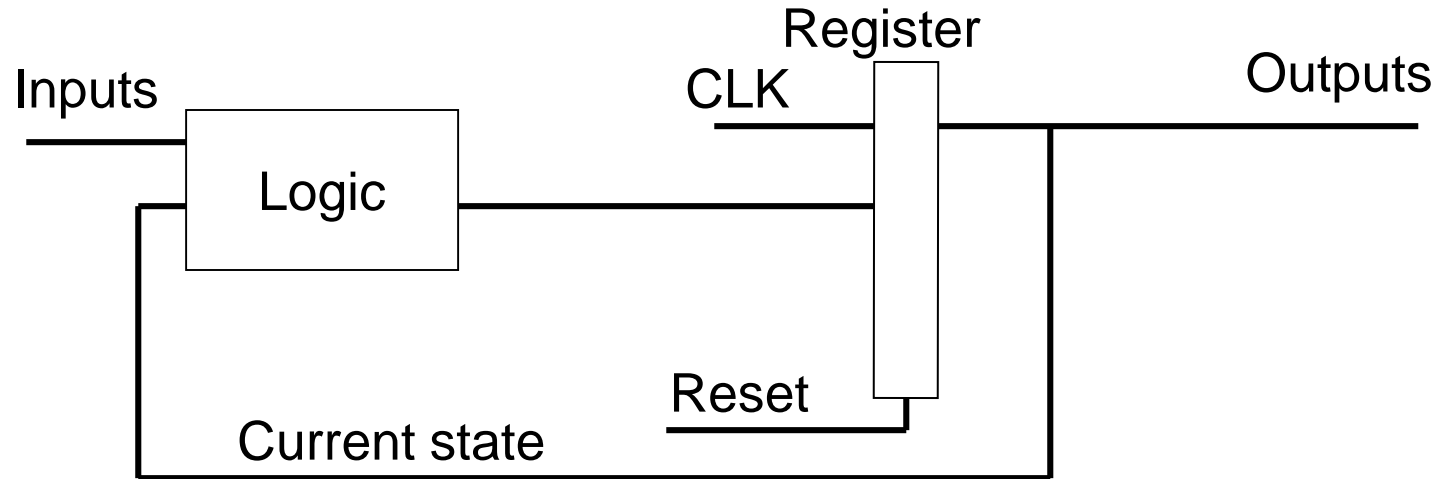 Register
Inputs
CLK
Outputs
Logic
Reset
Current state